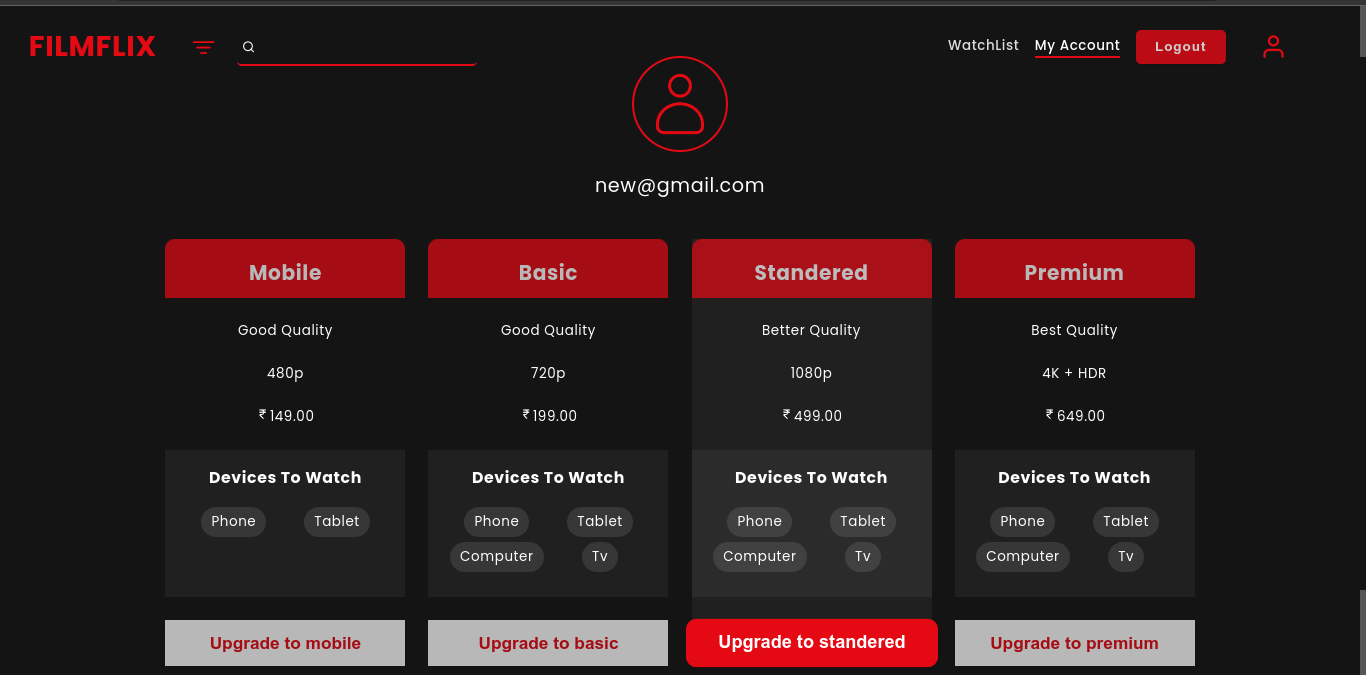 FILMFLIX
WatchList My Account Logout
new@gmail.com
Mobile
Good Quality
480p
₹ 149.00
Devices To Watch
Phone Tablet
Upgrade to mobile
Basic
Good Quality
720p
₹ 199.00
Devices To Watch
Phone Tablet
Computer Tv
Upgrade to basic
Standered
Better Quality
1080p
₹ 499.00
Devices To Watch
Phone Tablet
Computer Tv
Upgrade to standered
Premium
Best Quality
4K + HDR
₹ 649.00
Devices To Watch
Phone Tablet
Computer Tv
Upgrade to premium